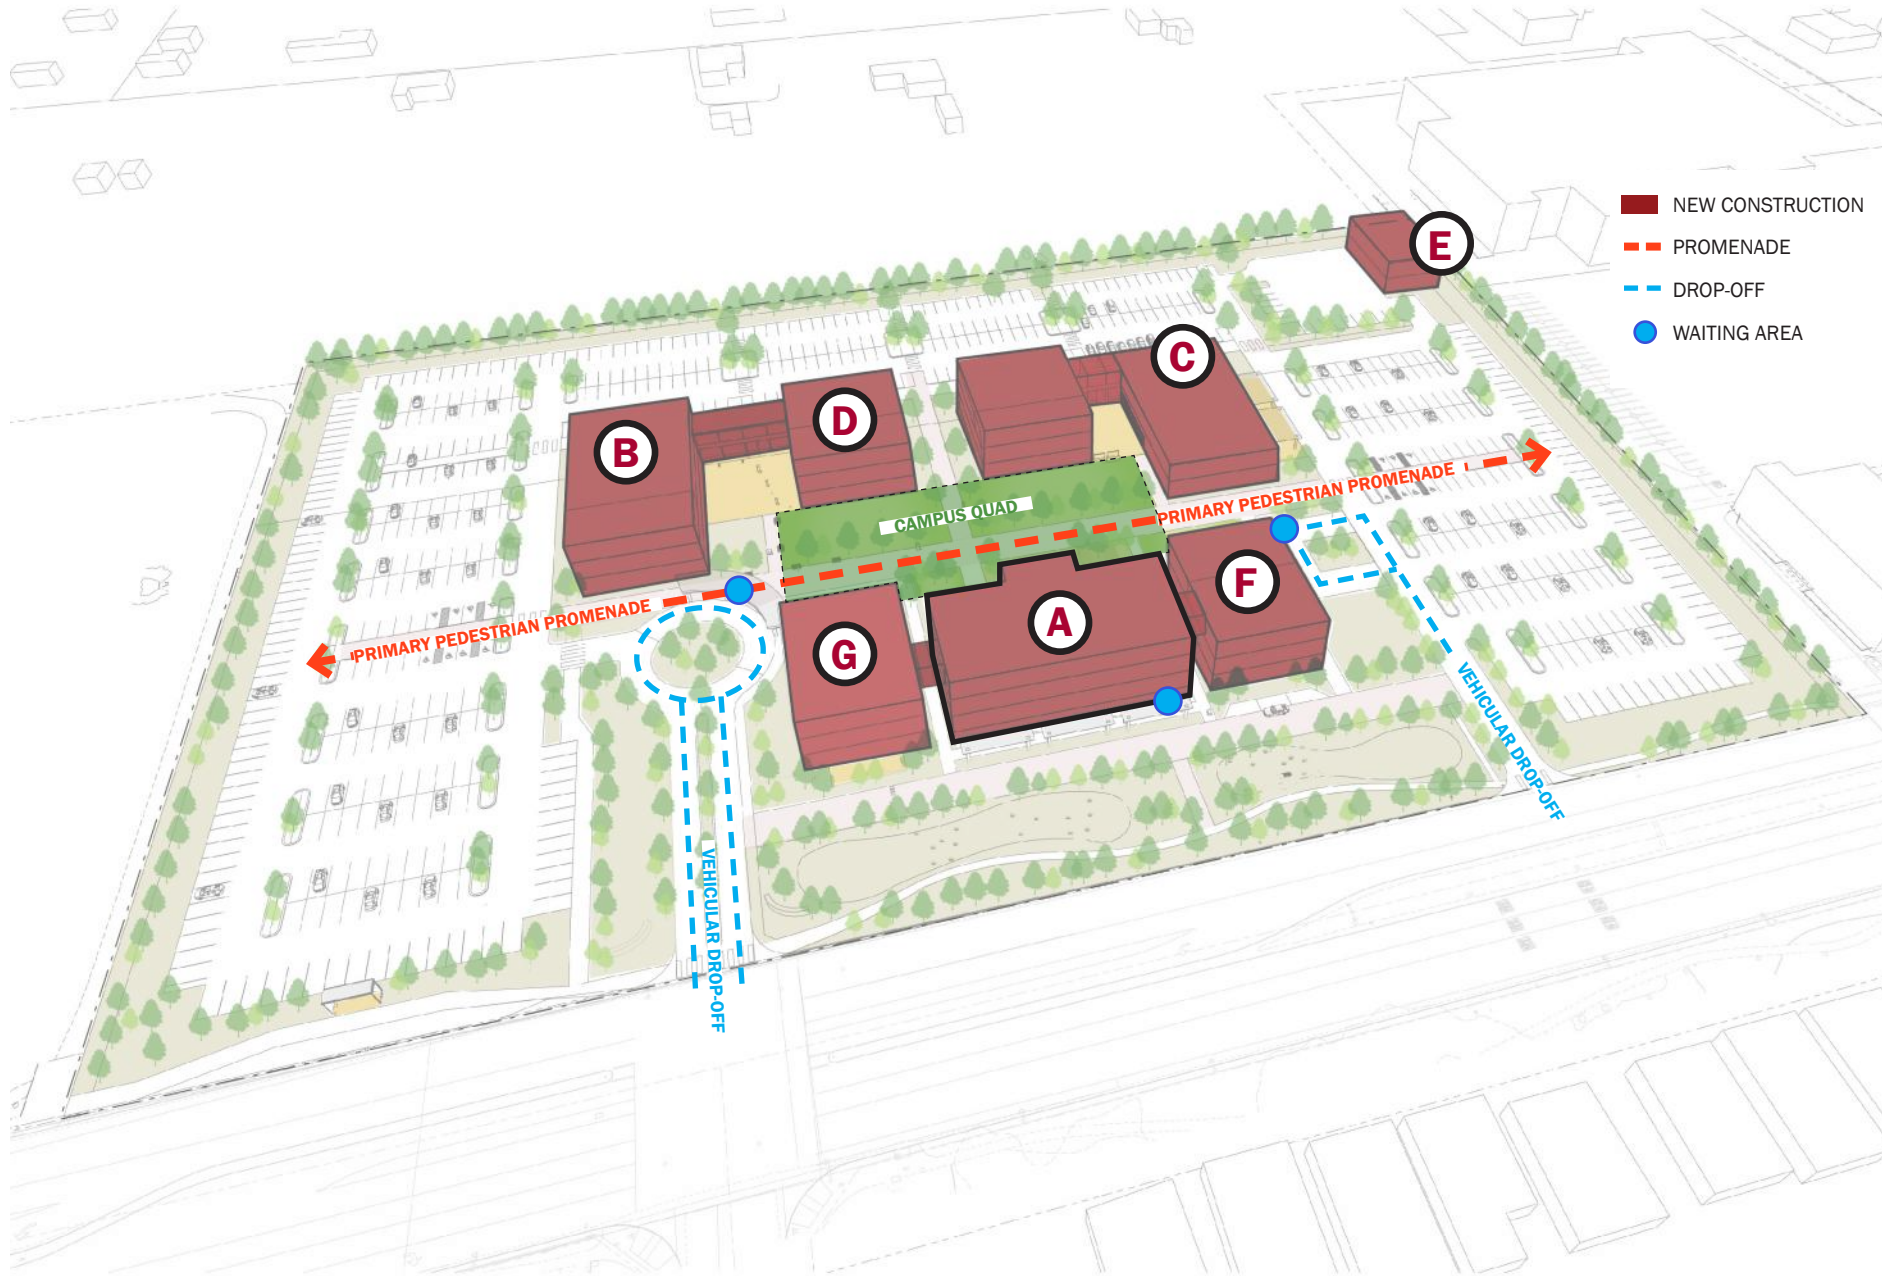 E
NEW CONSTRUCTION
PROMENADE
DROP-OFF
WAITING AREA
C
D
B
CAMPUS QUAD
PRIMARY PEDESTRIAN PROMENADE
F
A
PRIMARY PEDESTRIAN PROMENADE
G
VEHICULAR DROP-OFF
VEHICULAR DROP-OFF